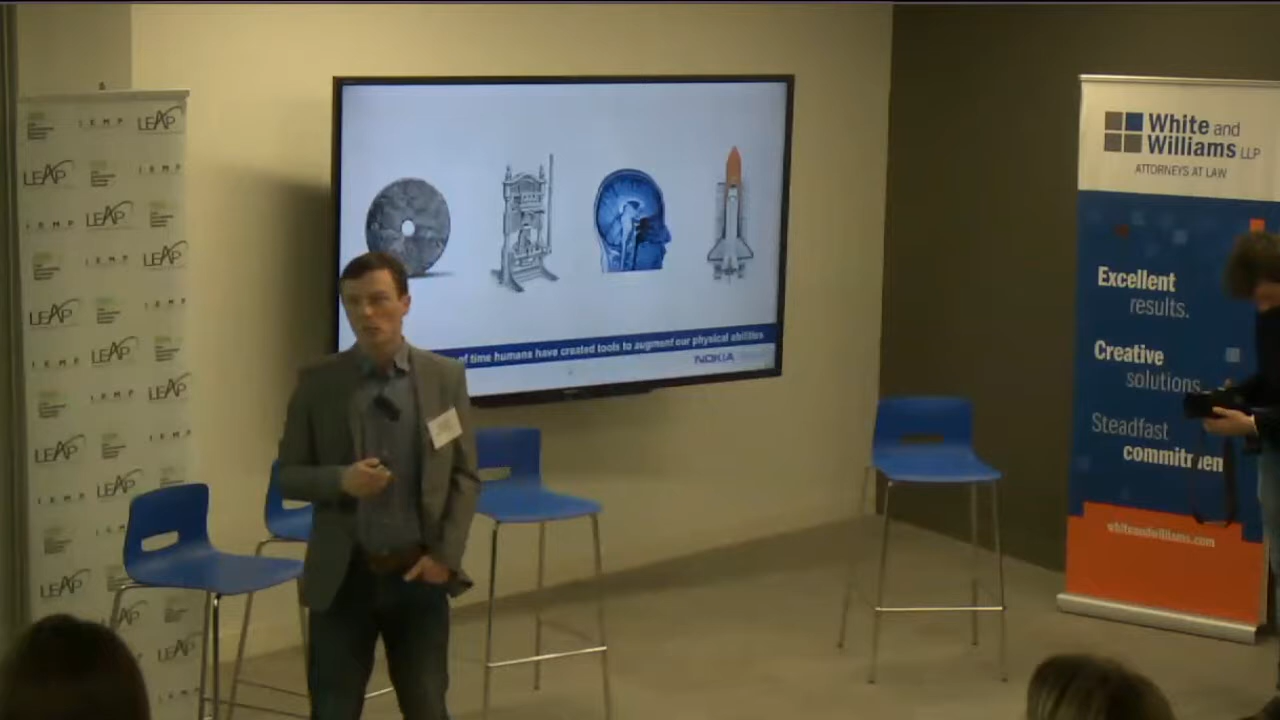 LEAP
I E M P
LEAP
LEAP
I E M P
LEAP
LEAP
LEAP
LEAP
LEAP
LEAP
LEAP
of time humans have created tools to augment our physical abilities
NOKIA
White and
Williams LLP
ATTORNEYS AT LAW
Excellent
results.
Creative
solutions
Steadfast
commitmen
whiteandwilliams.com